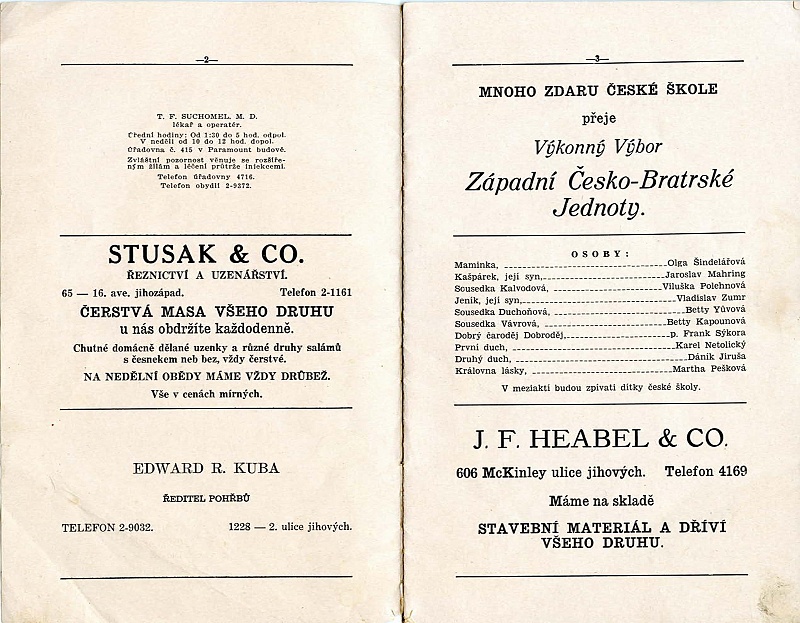 —2—
T. F. SUCHOMEL. M. D.
lékař a operatér.
Úřední hodiny: Od 1:30 do 5 hod. odpol.
V neděli od 10 do 12 hod. dopol.
Úřadovna č. 415 v Paramount budově.
Zvláštní pozornost věnuje se rozšíře-
ným žilám a léčení průtrže injekcemi.
Telefon úřadovny 4716.
Telefon obydlí 2-9372.
STUSAK & CO.
ŘEZNICTVÍ A UZENÁŘSTVÍ.
65 — 16. ave. jihozápad. Telefon 2-1161
ČERSTVÁ MASA VŠEHO DRUHU
u nás obdržíte každodenně.
Chutné domácně dělané uzenky a různé druhy salámů
s česnekem neb bez, vždy čerstvé.
NA NEDĚLNÍ OBĚDY MÁME VŽDY DRŮBEŽ.
Vše v cenách mírných.
EDWARD R. KUBA
ŘEDITEL POHŘBŮ
TELEFON 2-9032. 1228 — 2. ulice jihových.
—3—
MNOHO ZDARU ČESKÉ ŠKOLE
přeje
Výkonný Výbor
Západní Česko-Bratrské
Jednoty.
OSOBY:
Maminka, Olga Šindelářová
Kašpárek, její syn, Jaroslav Mahring
Sousedka Kalvodová, Viluška Polehnová
Jeník, její syn, Vladislav Zumr
Sousedka Duchoňová, Betty Yůvová
Sousedka Vávrová, Betty Kapounová
Dobrý čaroděj Dobroděj, p. Frank Sýkora
První duch, Karel Netolický
Druhý duch, Dáník Jiruša
Královna lásky, Martha Pešková
V meziaktí budou zpívati dítky české školy.
J. F. HEABEL & CO.
606 McKinley ulice jihových. Telefon 4169
Máme na skladě
STAVEBNÍ MATERIÁL A DŘÍVÍ
VŠEHO DRUHU.